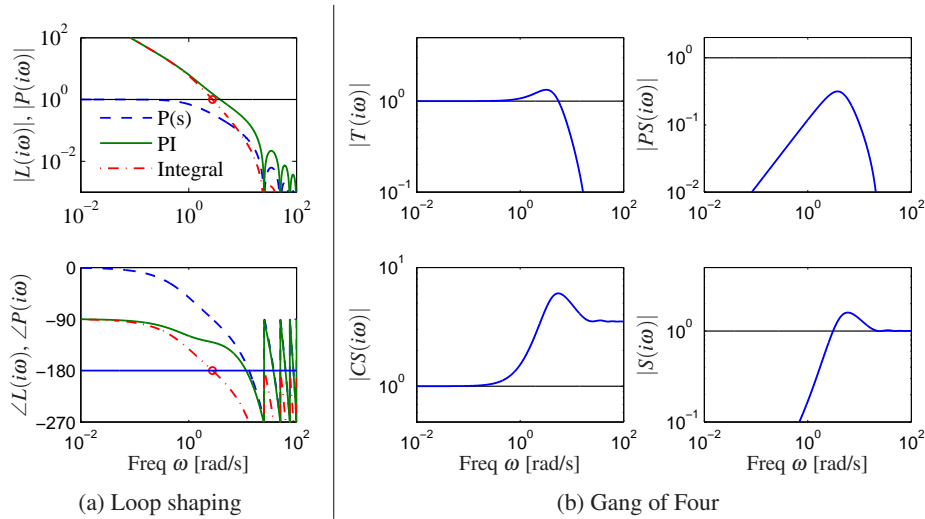 |L(iω)|, |P(iω)|
10^2
10^0
10^−2
P(s)
PI
Integral
10^−2
10^0
10^2
∠L(iω), ∠P(iω)
0
−90
−180
−270
10^−2
10^0
10^2
Freq ω [rad/s]
(a) Loop shaping
|T(iω)|
10^0
10^−1
10^−2
10^0
10^2
|PS(iω)|
10^0
10^−1
10^−2
10^−2
10^0
10^2
|CS(iω)|
10^1
10^0
10^−2
10^0
10^2
Freq ω [rad/s]
|S(iω)|
10^0
10^−1
10^−2
10^0
10^2
Freq ω [rad/s]
(b) Gang of Four